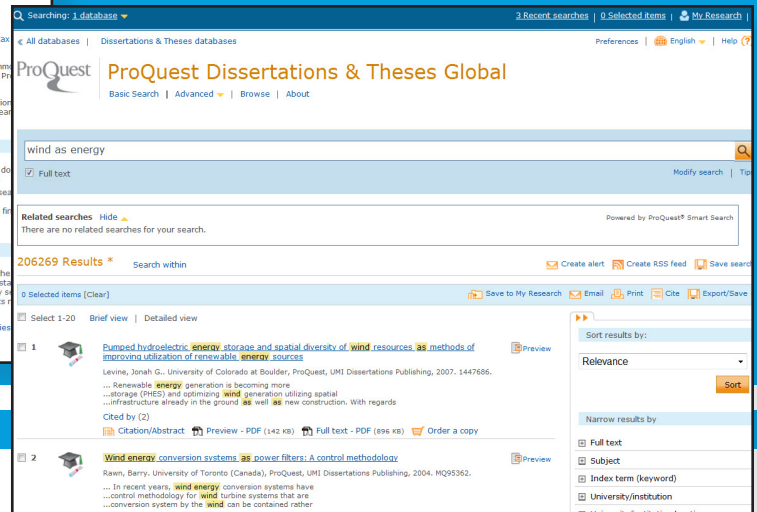 Searching: 1 database
3 Recent searches | 0 Selected items | My Research |
All databases | Dissertations & Theses databases
Preferences | English | Help
ProQuest
ProQuest Dissertations & Theses Global
Basic Search | Advanced | Browse | About
wind as energy
Full text
Modify search | Tips
Related searches Hide
Powered by ProQuest® Smart Search
There are no related searches for your search.
206269 Results * Search within
Create alert Create RSS feed Save search
0 Selected items [Clear]
Save to My Research Email Print Cite Export/Save
Select 1-20 Brief view | Detailed view
1
Pumped hydroelectric energy storage and spatial diversity of wind resources as methods of
improving utilization of renewable energy sources
Preview
Levine, Jonah G.. University of Colorado at Boulder, ProQuest, UMI Dissertations Publishing, 2007. 1447686.
... Renewable energy generation is becoming more
...storage (PHES) and optimizing wind generation utilizing spatial
...infrastructure already in the ground as well as new construction. With regards
Cited by (2)
Citation/Abstract Preview - PDF (142 KB) Full text - PDF (896 KB) Order a copy
2
Wind energy conversion systems as power filters: A control methodology
Preview
Rawn, Barry. University of Toronto (Canada), ProQuest, UMI Dissertations Publishing, 2004. MQ95362.
... In recent years, wind energy conversion systems have
...control methodology for wind turbine systems that are
...conversion system by the wind can be contained rather
Sort results by:
Relevance
Sort
Narrow results by
Full text
Subject
Index term (keyword)
University/institution